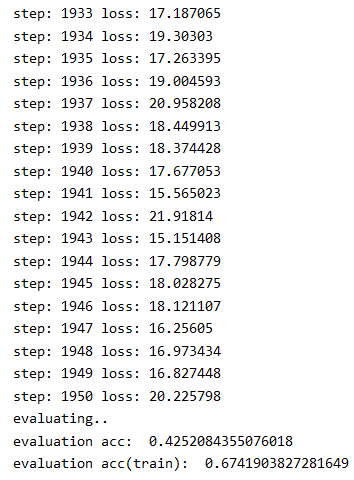 step: 1933 loss: 17.187065
step: 1934 loss: 19.30303
step: 1935 loss: 17.263395
step: 1936 loss: 19.004593
step: 1937 loss: 20.958208
step: 1938 loss: 18.449913
step: 1939 loss: 18.374428
step: 1940 loss: 17.677053
step: 1941 loss: 15.565023
step: 1942 loss: 21.91814
step: 1943 loss: 15.151408
step: 1944 loss: 17.798779
step: 1945 loss: 18.028275
step: 1946 loss: 18.121107
step: 1947 loss: 16.25605
step: 1948 loss: 16.973434
step: 1949 loss: 16.827448
step: 1950 loss: 20.225798
evaluating..
evaluation acc:  0.4252084355076018
evaluation acc(train):  0.6741903827281649